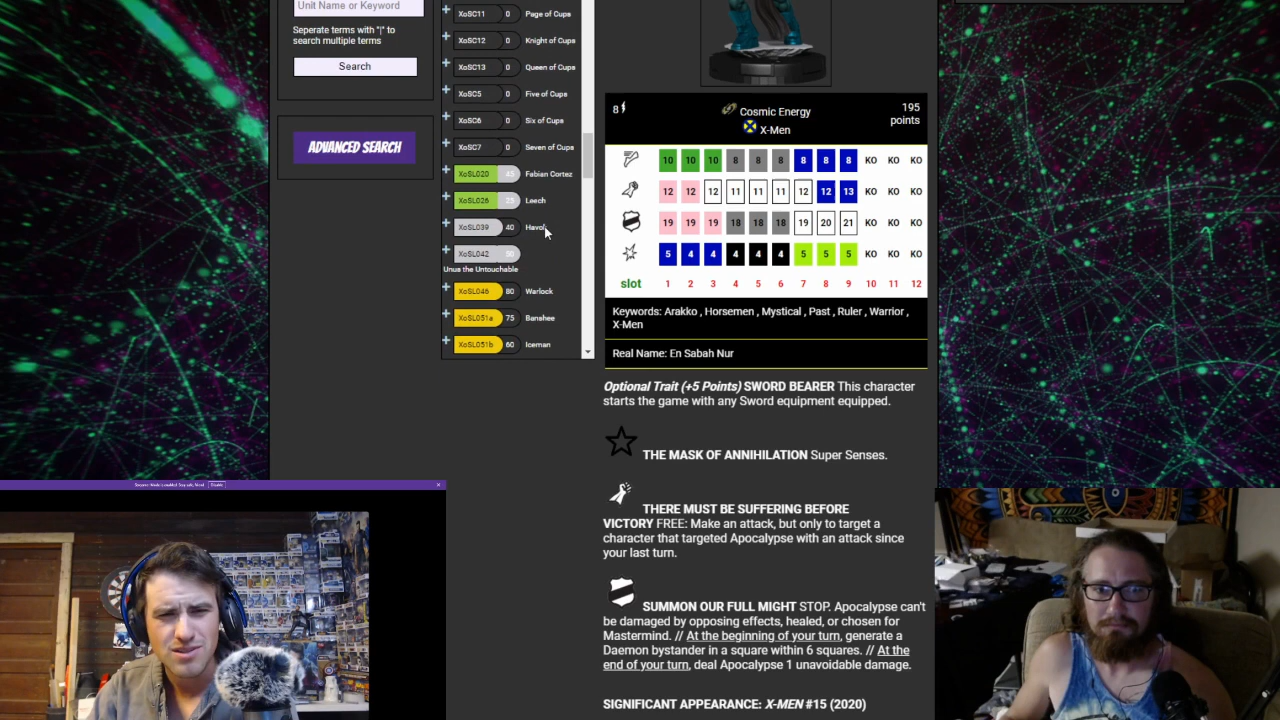 Unit Name or Keyword
Seperate terms with "|" to
search multiple terms
Search
ADVANCED SEARCH
XoSC11 0 Page of Cups
XoSC12 0 Knight of Cups
XoSC13 0 Queen of Cups
XoSC5 0 Five of Cups
XoSC6 0 Six of Cups
XoSC7 0 Seven of Cups
XoSL020 45 Fabian Cortez
XoSL026 25 Leech
XoSL039 40 Havok
XoSL042
Unus the Untouchable
XoSL046 80 Warlock
XoSL051a 75 Banshee
XoSL051b 60 Iceman
8 Cosmic Energy 195
X-Men points
10 10 10 8 8 8 8 8 8 KO KO KO
12 12 12 11 11 11 12 12 13 KO KO KO
19 19 19 18 18 18 19 20 21 KO KO KO
5 4 4 4 4 4 5 5 5 KO KO KO
slot 1 2 3 4 5 6 7 8 9 10 11 12
Keywords: Arakko , Horsemen , Mystical , Past , Ruler , Warrior ,
X-Men
Real Name: En Sabah Nur
Optional Trait (+5 Points) SWORD BEARER This character
starts the game with any Sword equipment equipped.
THE MASK OF ANNIHILATION Super Senses.
THERE MUST BE SUFFERING BEFORE
VICTORY FREE: Make an attack, but only to target a
character that targeted Apocalypse with an attack since
your last turn.
SUMMON OUR FULL MIGHT STOP. Apocalypse can't
be damaged by opposing effects, healed, or chosen for
Mastermind. // At the beginning of your turn, generate a
Daemon bystander in a square within 6 squares. // At the
end of your turn, deal Apocalypse 1 unavoidable damage.
SIGNIFICANT APPEARANCE: X-MEN #15 (2020)